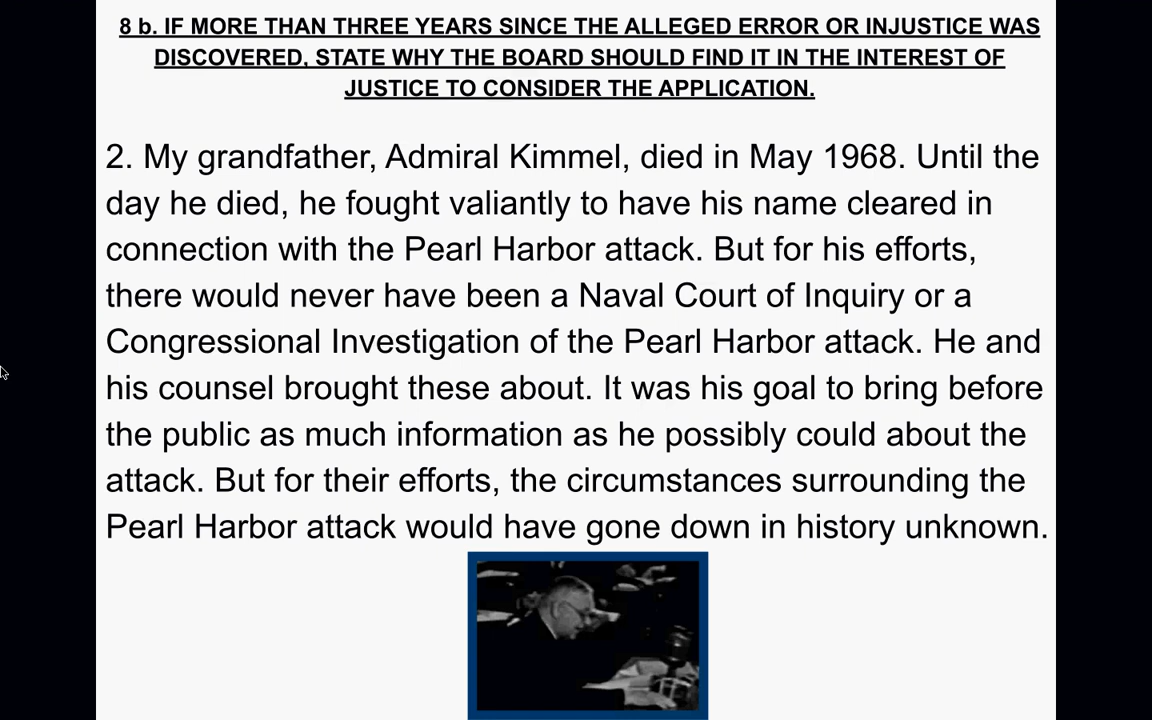 8 b. IF MORE THAN THREE YEARS SINCE THE ALLEGED ERROR OR INJUSTICE WAS
DISCOVERED, STATE WHY THE BOARD SHOULD FIND IT IN THE INTEREST OF
JUSTICE TO CONSIDER THE APPLICATION.
2. My grandfather, Admiral Kimmel, died in May 1968. Until the
day he died, he fought valiantly to have his name cleared in
connection with the Pearl Harbor attack. But for his efforts,
there would never have been a Naval Court of Inquiry or a
Congressional Investigation of the Pearl Harbor attack. He and
his counsel brought these about. It was his goal to bring before
the public as much information as he possibly could about the
attack. But for their efforts, the circumstances surrounding the
Pearl Harbor attack would have gone down in history unknown.